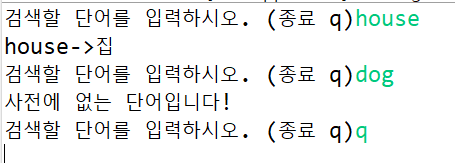 검색할 단어를 입력하시오. (종료 q)house
house->집
검색할 단어를 입력하시오. (종료 q)dog
사전에 없는 단어입니다!
검색할 단어를 입력하시오. (종료 q)q